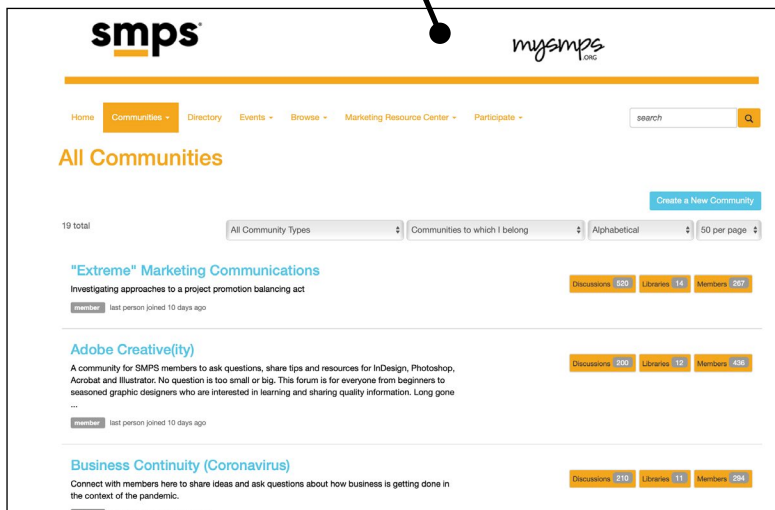 smps
mysmps
.ORG
Home Communities Directory Events Browse Marketing Resource Center Participate search
All Communities
Create a New Community
19 total All Community Types Communities to which I belong Alphabetical 50 per page
"Extreme" Marketing Communications
Investigating approaches to a project promotion balancing act
Discussions 520 Libraries 14 Members 267
member last person joined 10 days ago
Adobe Creative(ity)
A community for SMPS members to ask questions, share tips and resources for InDesign, Photoshop,
Acrobat and Illustrator. No question is too small or big. This forum is for everyone from beginners to
seasoned graphic designers who are interested in learning and sharing quality information. Long gone
...
Discussions 200 Libraries 12 Members 436
member last person joined 10 days ago
Business Continuity (Coronavirus)
Connect with members here to share ideas and ask questions about how business is getting done in
the context of the pandemic.
Discussions 210 Libraries 11 Members 294